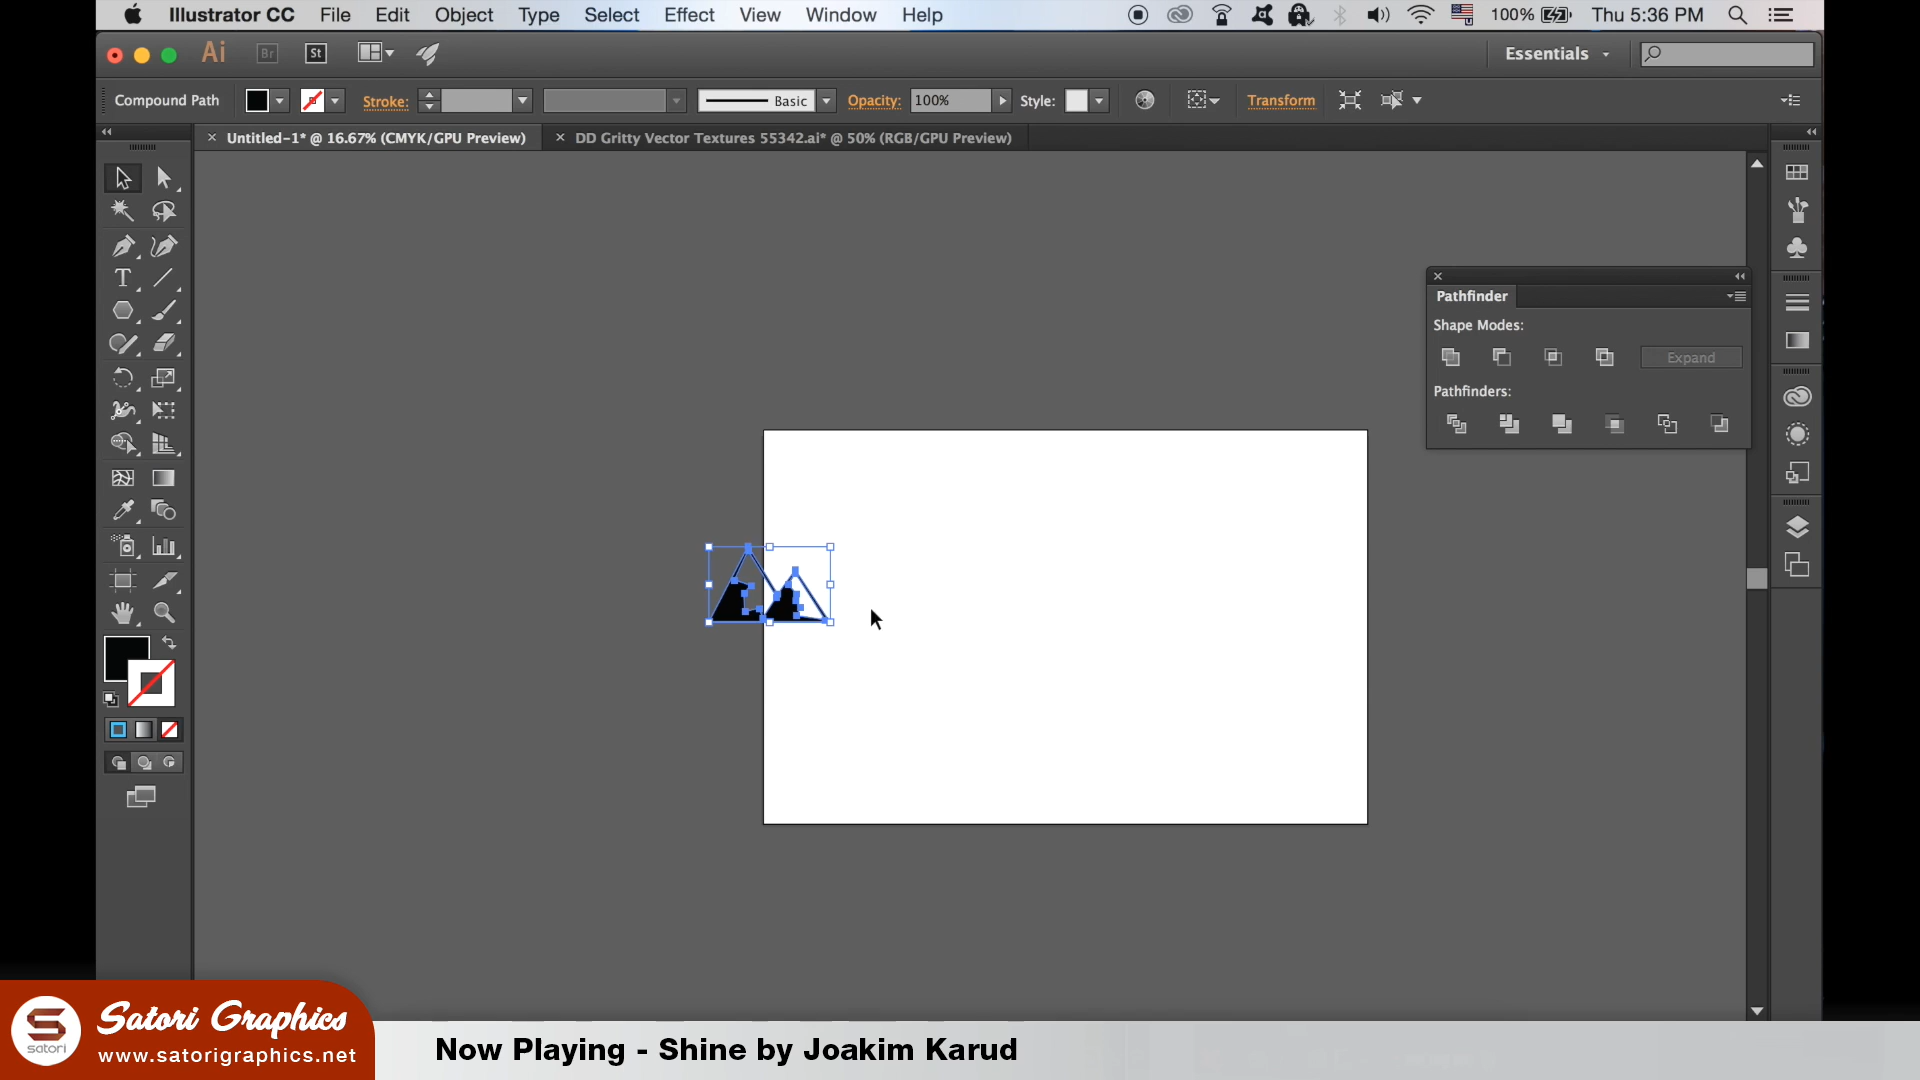 Illustrator CC File Edit Object Type Select Effect View Window Help 100% Thu 5:36 PM
Ai Br St Essentials
Compound Path Stroke: Basic Opacity: 100% Style: Transform
Untitled-1* @ 16.67% (CMYK/GPU Preview) DD Gritty Vector Textures 55342.ai* @ 50% (RGB/GPU Preview)
Pathfinder
Shape Modes:
Expand
Pathfinders:
Satori Graphics
satori
www.satorigraphics.net
Now Playing - Shine by Joakim Karud